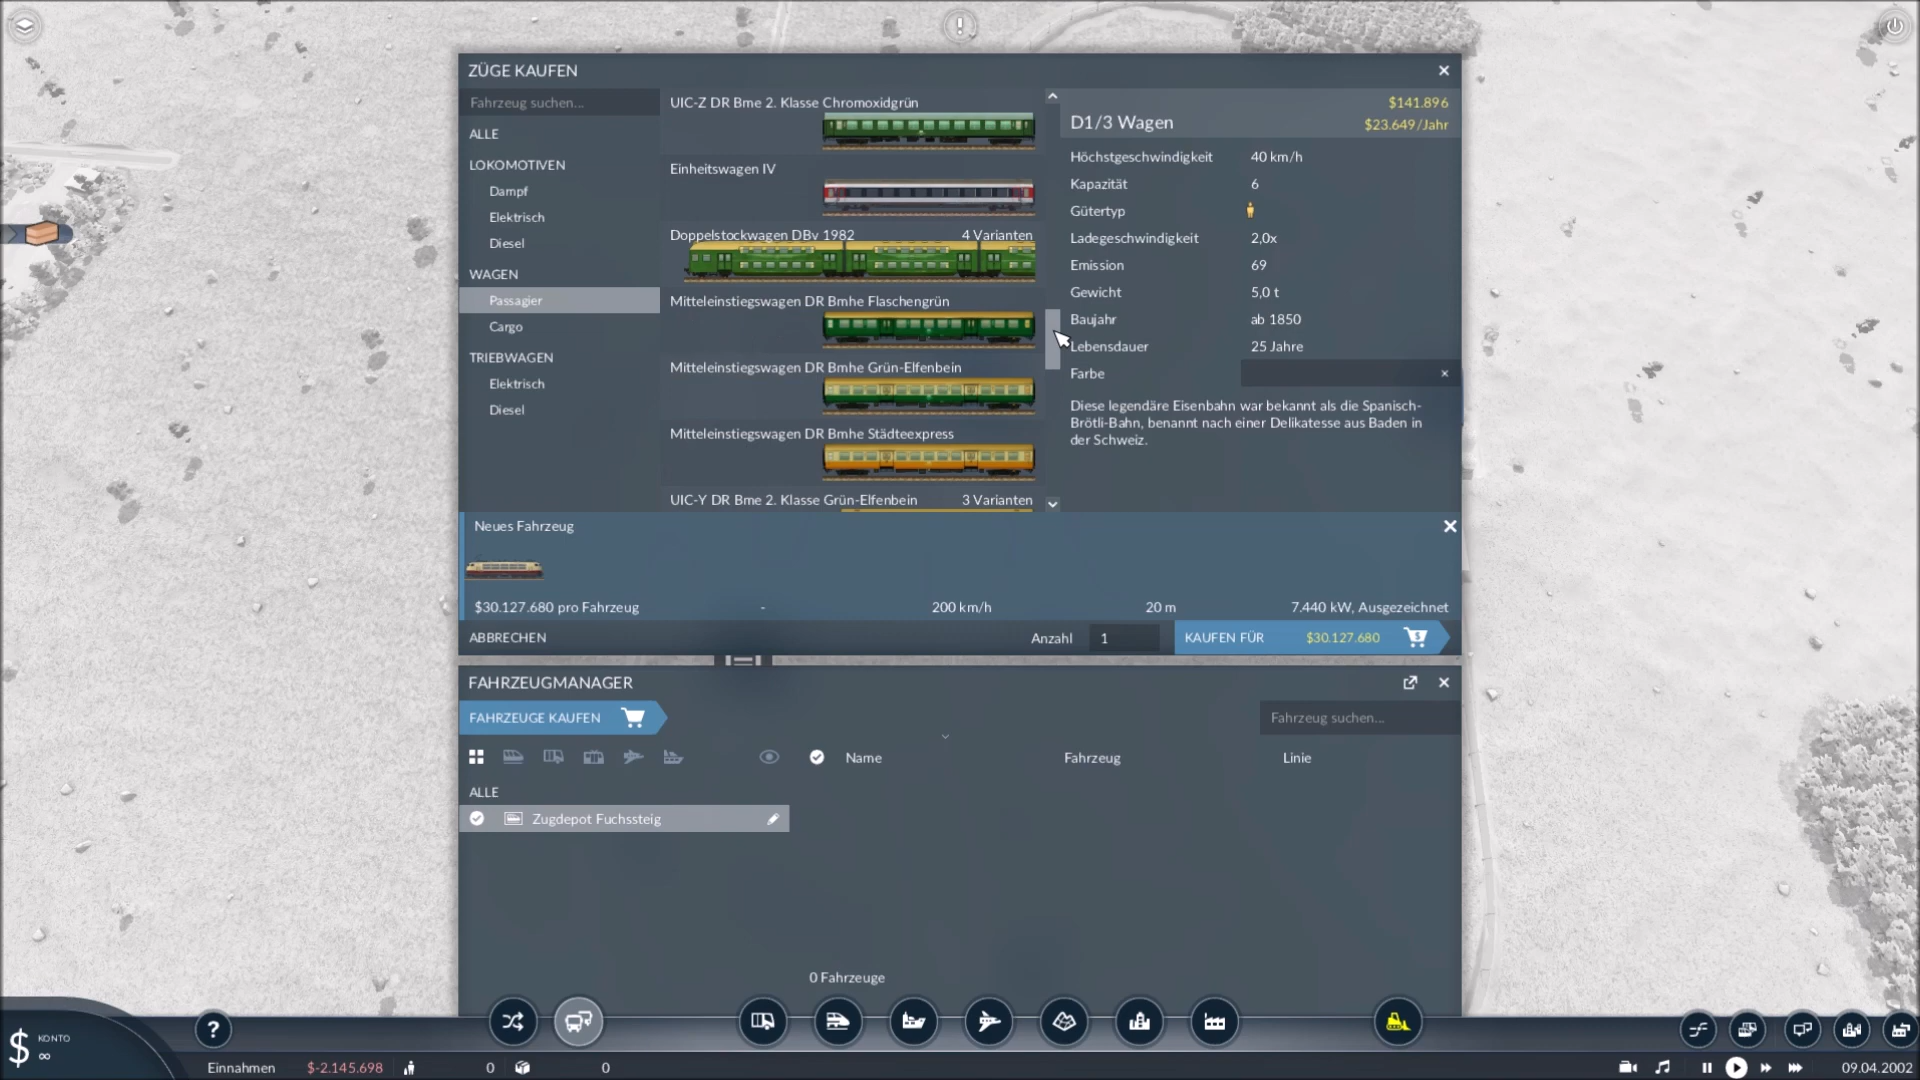 ZÜGE KAUFEN
Fahrzeug suchen...
ALLE
LOKOMOTIVEN
Dampf
Elektrisch
Diesel
WAGEN
Passagier
Cargo
TRIEBWAGEN
Elektrisch
Diesel
UIC-Z DR Bme 2. Klasse Chromoxidgrün
Einheitswagen IV
Doppelstockwagen DBv 1982 4 Varianten
Mitteleinstiegswagen DR Bmhe Flaschengrün
Mitteleinstiegswagen DR Bmhe Grün-Elfenbein
Mitteleinstiegswagen DR Bmhe Städteexpress
UIC-Y DR Bme 2. Klasse Grün-Elfenbein 3 Varianten
$141.896
D1/3 Wagen $23.649/Jahr
Höchstgeschwindigkeit 40 km/h
Kapazität 6
Gütertyp
Ladegeschwindigkeit 2,0x
Emission 69
Gewicht 5,0 t
Baujahr ab 1850
Lebensdauer 25 Jahre
Farbe
Diese legendäre Eisenbahn war bekannt als die Spanisch-
Brötli-Bahn, benannt nach einer Delikatesse aus Baden in
der Schweiz.
Neues Fahrzeug
$30.127.680 pro Fahrzeug - 200 km/h 20 m 7.440 kW, Ausgezeichnet
ABBRECHEN Anzahl 1 KAUFEN FÜR $30.127.680
FAHRZEUGMANAGER
FAHRZEUGE KAUFEN Fahrzeug suchen...
Name Fahrzeug Linie
ALLE
Zugdepot Fuchssteig
0 Fahrzeuge
$ KONTO
∞
?
Einnahmen $-2.145.698 0 0 09.04.2002